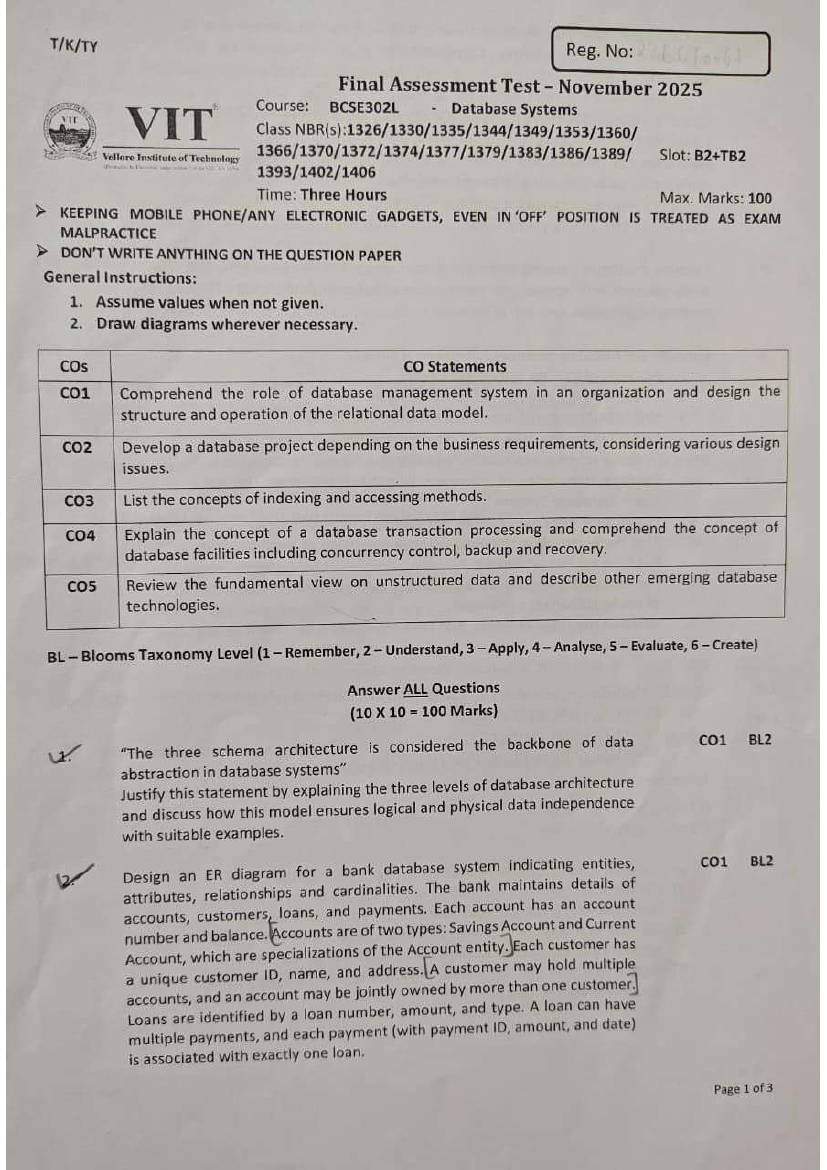 T/K/TY
Reg. No:
Final Assessment Test – November 2025
VIT
VIT
Vellore Institute of Technology
Course: BCSE302L - Database Systems
Class NBR(s):1326/1330/1335/1344/1349/1353/1360/
1366/1370/1372/1374/1377/1379/1383/1386/1389/
1393/1402/1406
Slot: B2+TB2
Time: Three Hours
Max. Marks: 100
➢ KEEPING MOBILE PHONE/ANY ELECTRONIC GADGETS, EVEN IN ‘OFF’ POSITION IS TREATED AS EXAM
MALPRACTICE
➢ DON’T WRITE ANYTHING ON THE QUESTION PAPER
General Instructions:
1. Assume values when not given.
2. Draw diagrams wherever necessary.
COs CO Statements
CO1 Comprehend the role of database management system in an organization and design the
structure and operation of the relational data model.
CO2 Develop a database project depending on the business requirements, considering various design
issues.
CO3 List the concepts of indexing and accessing methods.
CO4 Explain the concept of a database transaction processing and comprehend the concept of
database facilities including concurrency control, backup and recovery.
CO5 Review the fundamental view on unstructured data and describe other emerging database
technologies.
BL – Blooms Taxonomy Level (1 – Remember, 2 – Understand, 3 – Apply, 4 – Analyse, 5 – Evaluate, 6 – Create)
Answer ALL Questions
(10 X 10 = 100 Marks)
1. “The three schema architecture is considered the backbone of data CO1 BL2
abstraction in database systems”
Justify this statement by explaining the three levels of database architecture
and discuss how this model ensures logical and physical data independence
with suitable examples.
2. Design an ER diagram for a bank database system indicating entities, CO1 BL2
attributes, relationships and cardinalities. The bank maintains details of
accounts, customers, loans, and payments. Each account has an account
number and balance. Accounts are of two types: Savings Account and Current
Account, which are specializations of the Account entity. Each customer has
a unique customer ID, name, and address. A customer may hold multiple
accounts, and an account may be jointly owned by more than one customer.
Loans are identified by a loan number, amount, and type. A loan can have
multiple payments, and each payment (with payment ID, amount, and date)
is associated with exactly one loan.
Page 1 of 3